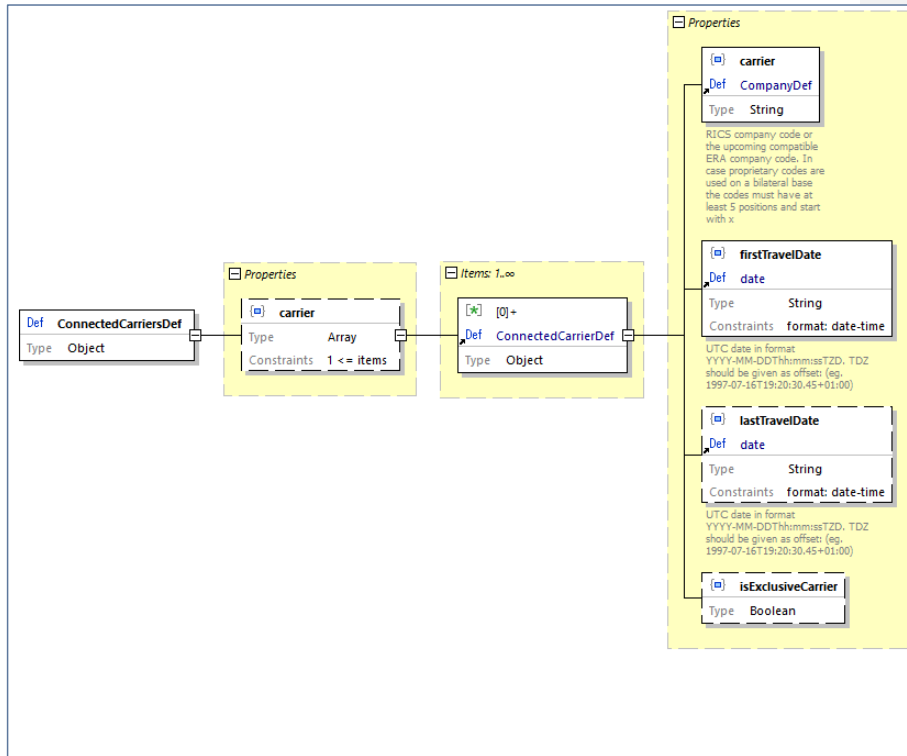 Properties
carrier
Def CompanyDef
Type String
RICS company code or
the upcoming compatible
ERA company code. In
case proprietary codes are
used on a bilateral base
the codes must have at
least 5 positions and start
with x
firstTravelDate
Def date
Type String
Constraints format: date-time
UTC date in format
YYYY-MM-DDThh:mm:ssTZD. TDZ
should be given as offset: (eg.
1997-07-16T19:20:30.45+01:00)
lastTravelDate
Def date
Type String
Constraints format: date-time
UTC date in format
YYYY-MM-DDThh:mm:ssTZD. TDZ
should be given as offset: (eg.
1997-07-16T19:20:30.45+01:00)
isExclusiveCarrier
Type Boolean
Items: 1..∞
[*] [0]+
Def ConnectedCarrierDef
Type Object
Properties
carrier
Type Array
Constraints 1 <= items
Def ConnectedCarriersDef
Type Object